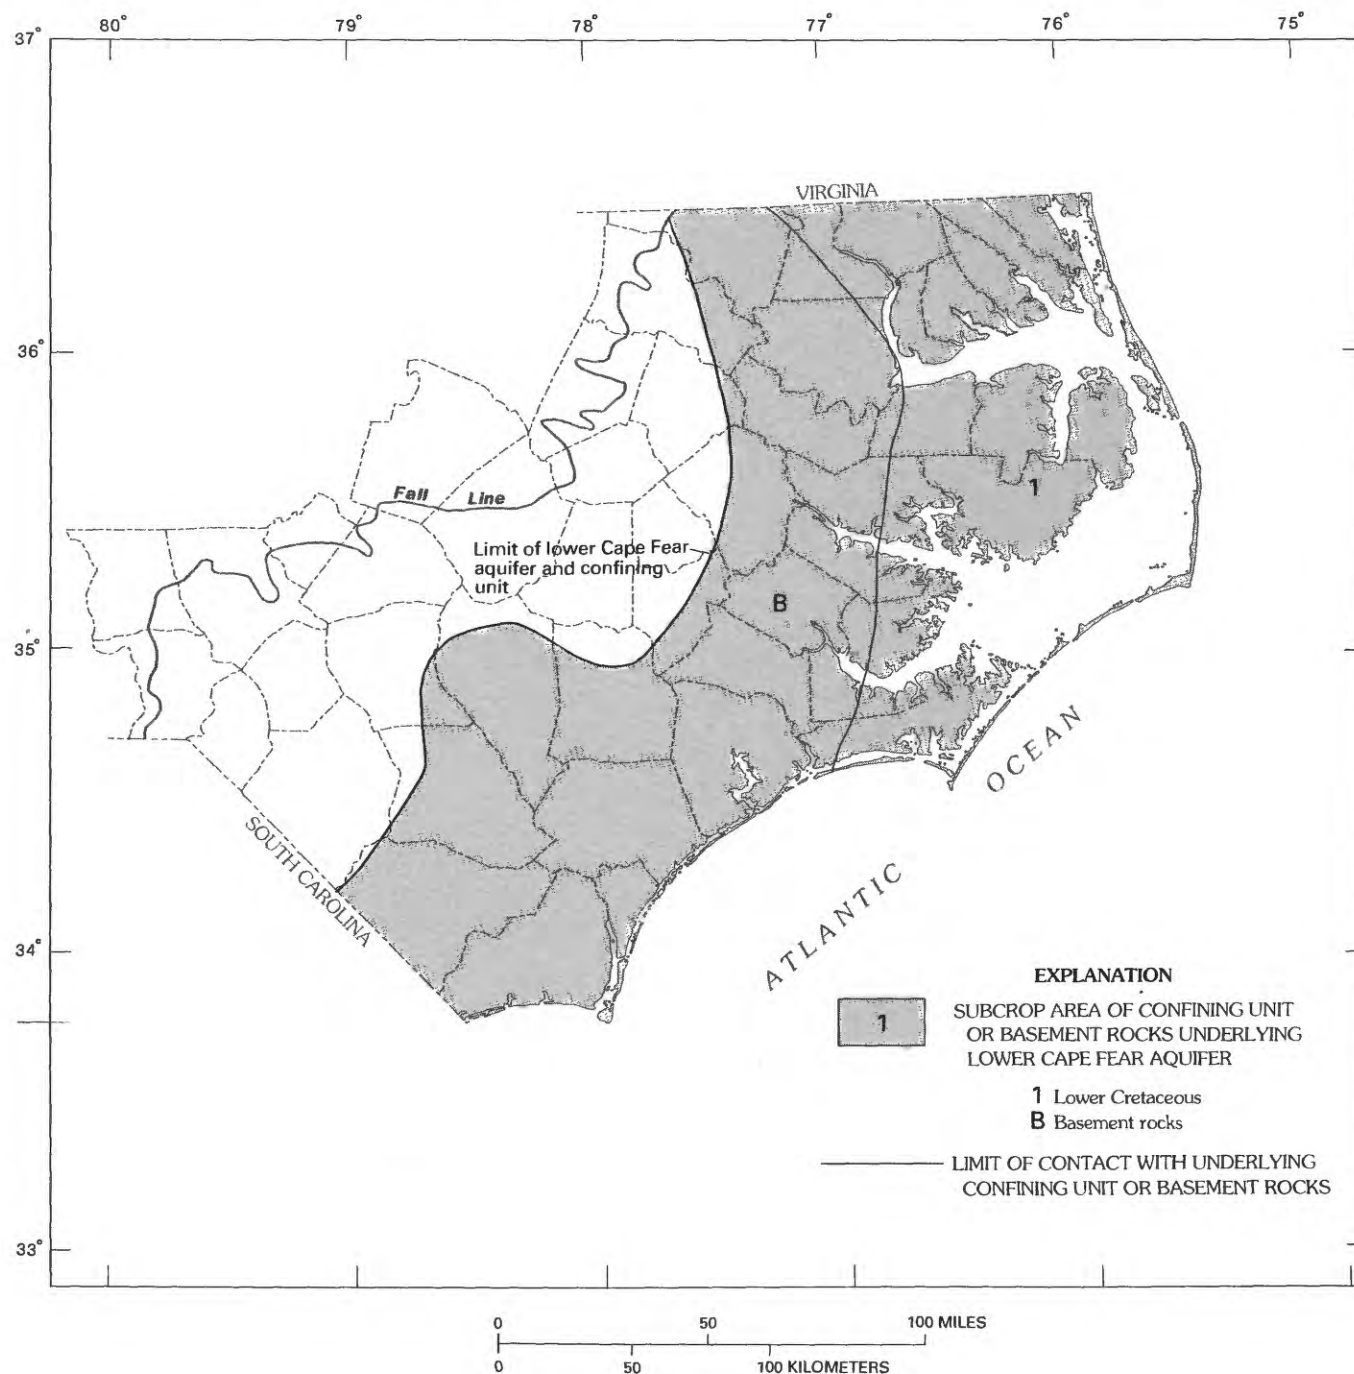 80° 79° 78° 77° 76° 75°
37°
VIRGINIA
36°
Fall Line
1
Limit of lower Cape Fear
aquifer and confining
unit
B
35°
OCEAN
SOUTH CAROLINA
ATLANTIC
34°
EXPLANATION
1
SUBCROP AREA OF CONFINING UNIT
OR BASEMENT ROCKS UNDERLYING
LOWER CAPE FEAR AQUIFER
1 Lower Cretaceous
B Basement rocks
LIMIT OF CONTACT WITH UNDERLYING
CONFINING UNIT OR BASEMENT ROCKS
33°
0 50 100 MILES
0 50 100 KILOMETERS